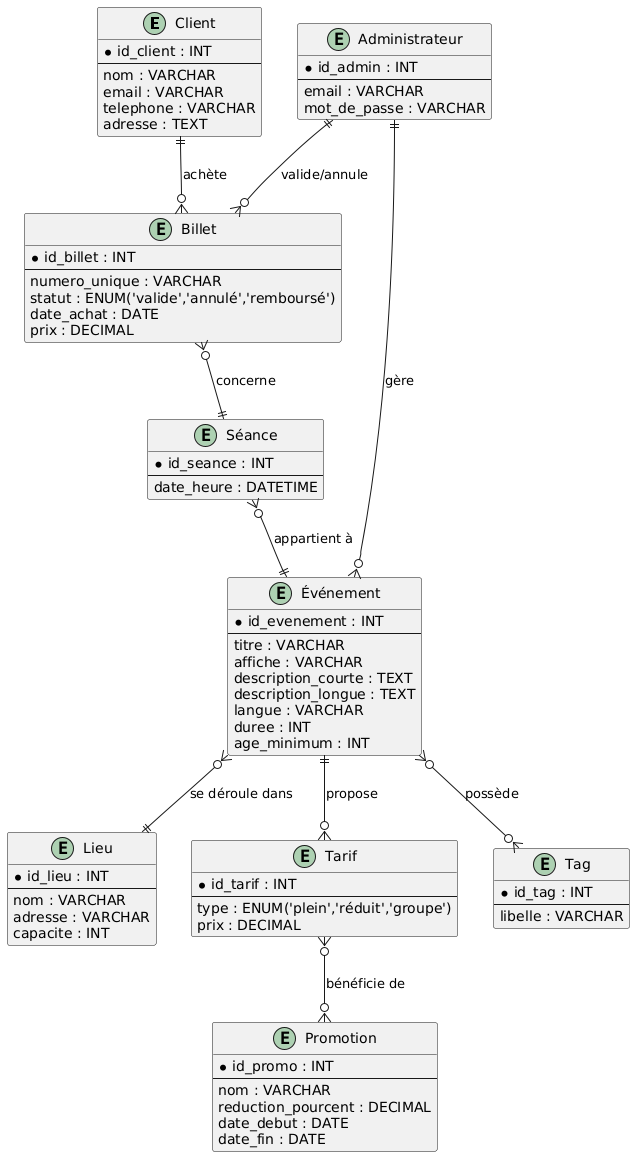 E Client
* id_client : INT
nom : VARCHAR
email : VARCHAR
telephone : VARCHAR
adresse : TEXT
E Administrateur
* id_admin : INT
email : VARCHAR
mot_de_passe : VARCHAR
achète
valide/annule
E Billet
* id_billet : INT
numero_unique : VARCHAR
statut : ENUM('valide','annulé','remboursé')
date_achat : DATE
prix : DECIMAL
concerne
gère
E Séance
* id_seance : INT
date_heure : DATETIME
appartient à
E Événement
* id_evenement : INT
titre : VARCHAR
affiche : VARCHAR
description_courte : TEXT
description_longue : TEXT
langue : VARCHAR
duree : INT
age_minimum : INT
se déroule dans
propose
possède
E Lieu
* id_lieu : INT
nom : VARCHAR
adresse : VARCHAR
capacite : INT
E Tarif
* id_tarif : INT
type : ENUM('plein','réduit','groupe')
prix : DECIMAL
E Tag
* id_tag : INT
libelle : VARCHAR
bénéficie de
E Promotion
* id_promo : INT
nom : VARCHAR
reduction_pourcent : DECIMAL
date_debut : DATE
date_fin : DATE